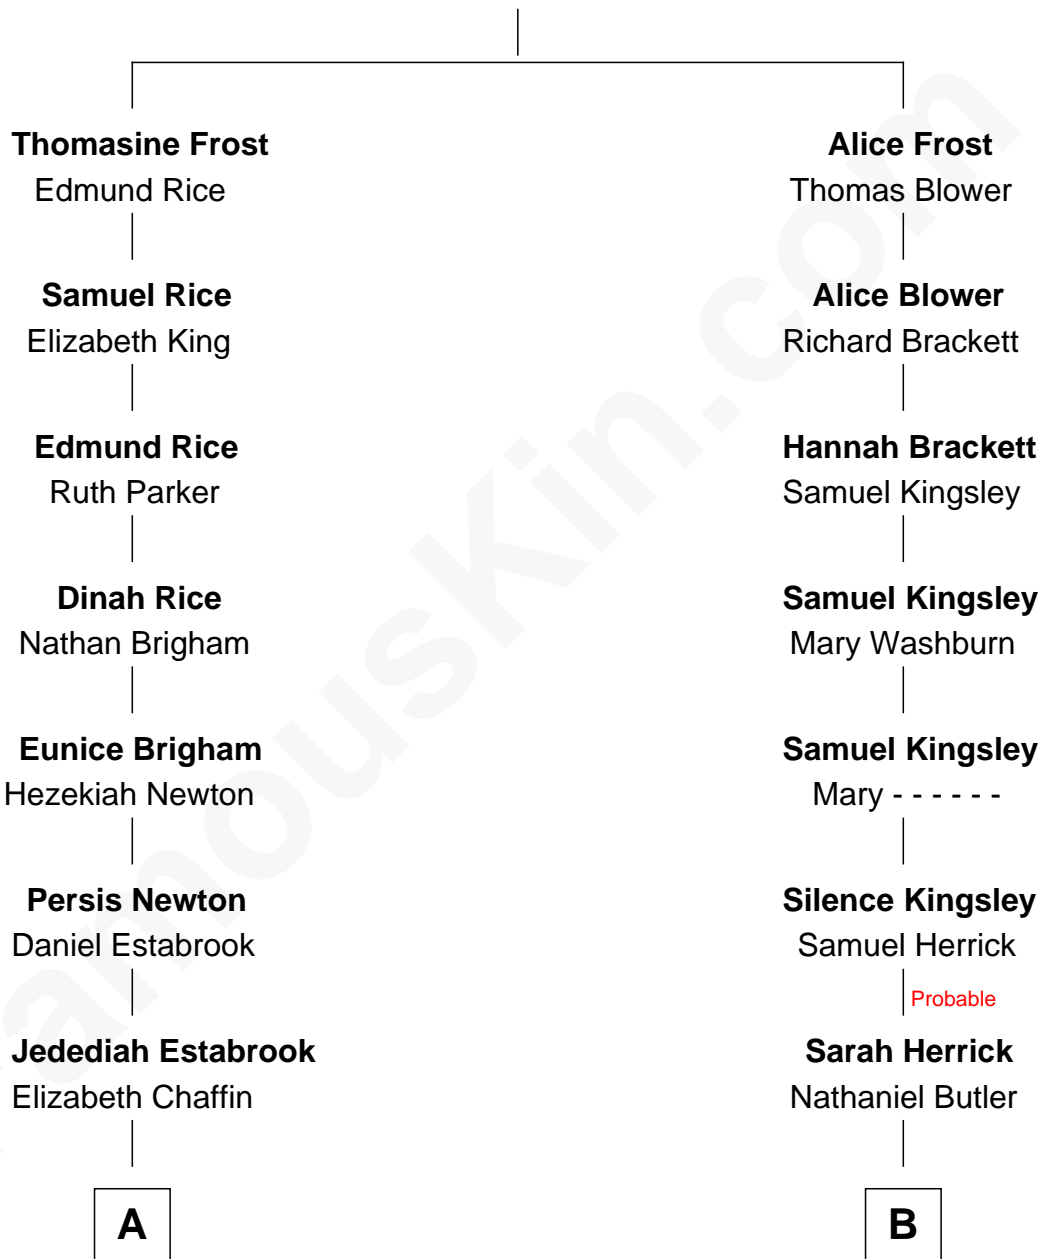 Thomasine Frost
Edmund Rice
Samuel Rice
Elizabeth King
Edmund Rice
Ruth Parker
Dinah Rice
Nathan Brigham
Eunice Brigham
Hezekiah Newton
Persis Newton
Daniel Estabrook
Jedediah Estabrook
Elizabeth Chaffin
A
Alice Frost
Thomas Blower
Alice Blower
Richard Brackett
Hannah Brackett
Samuel Kingsley
Samuel Kingsley
Mary Washburn
Samuel Kingsley
Mary - - - - - -
Silence Kingsley
Samuel Herrick
Probable
Sarah Herrick
Nathaniel Butler
B
FamousKin.com